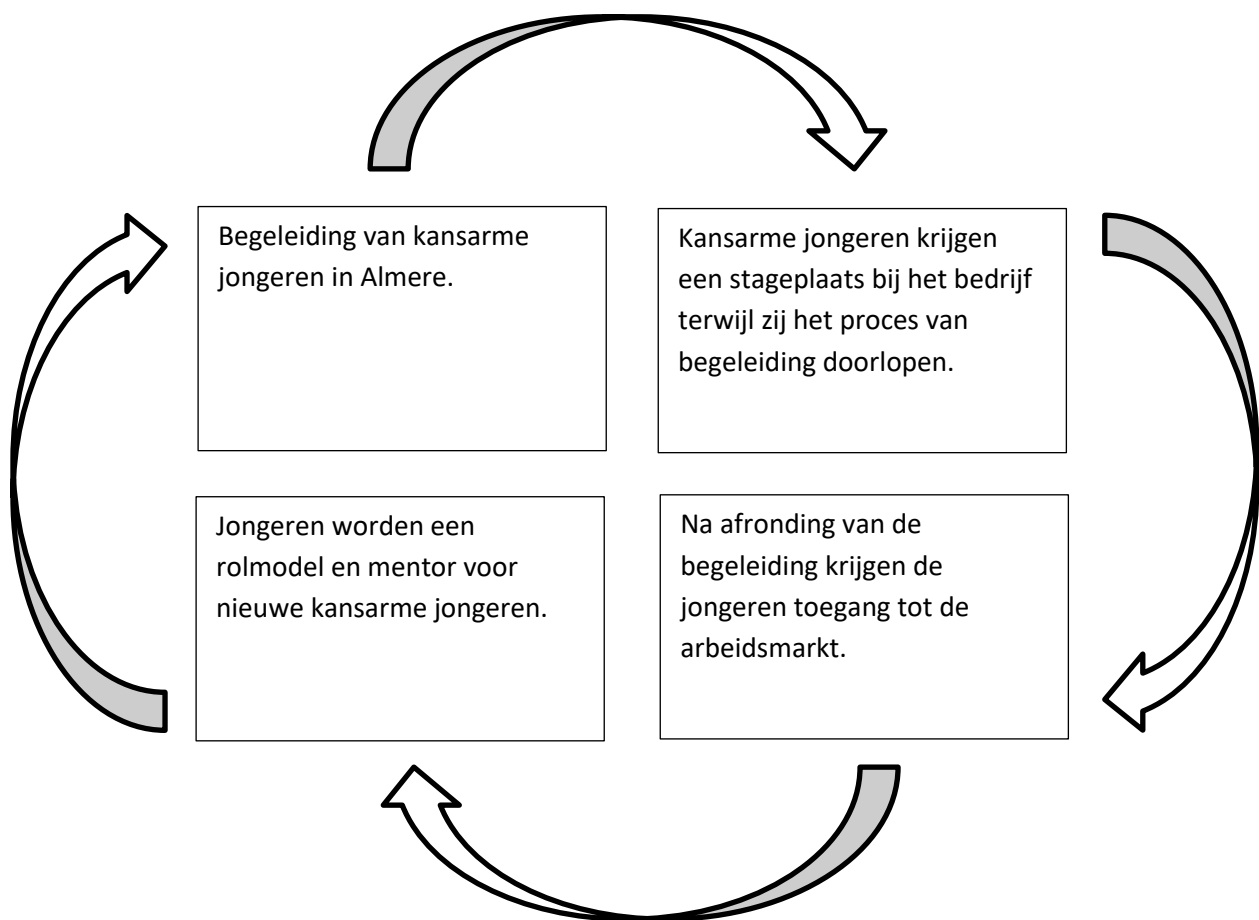 Begeleiding van kansarme
jongeren in Almere.
Kansarme jongeren krijgen
een stageplaats bij het bedrijf
terwijl zij het proces van
begeleiding doorlopen.
Jongeren worden een
rolmodel en mentor voor
nieuwe kansarme jongeren.
Na afronding van de
begeleiding krijgen de
jongeren toegang tot de
arbeidsmarkt.